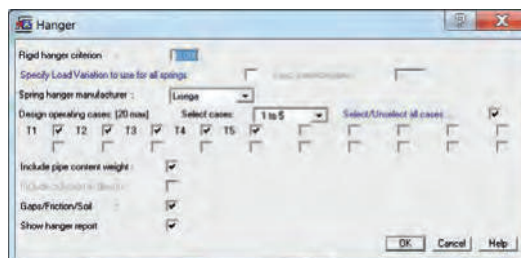 Hanger
Rigid hanger criterion :
Specify Load Variation to use for all springs
Spring hanger manufacturer : Lisega
Design operating cases: (20 max) Select cases: 1 to 5 Select/Unselect all cases
T1 T2 T3 T4 T5
Include pipe content weight :
Gaps/Friction/Soil :
Show hanger report
OK Cancel Help